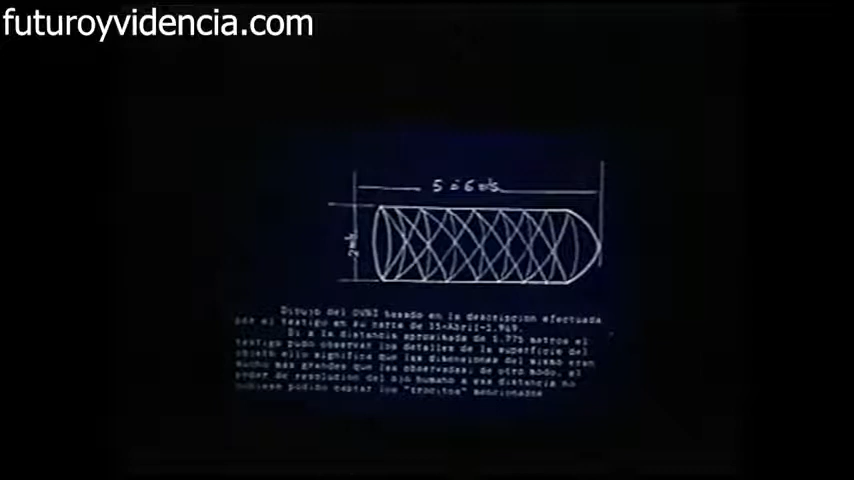 futuroyvidencia.com
5 ó 6 mts
2 mts
Dibujo del OVNI basado en la descripcion efectuada
por el testigo en su carta de 15-Abril-1.969.
Si a la distancia aproximada de 1.775 metros el
testigo pudo observar los detalles de la superficie del
objeto ello significa que las dimensiones del mismo eran
mucho mas grandes que las observadas; de otro modo, el
poder de resolucion del ojo humano a esa distancia no
hubiese podido captar los mencionados